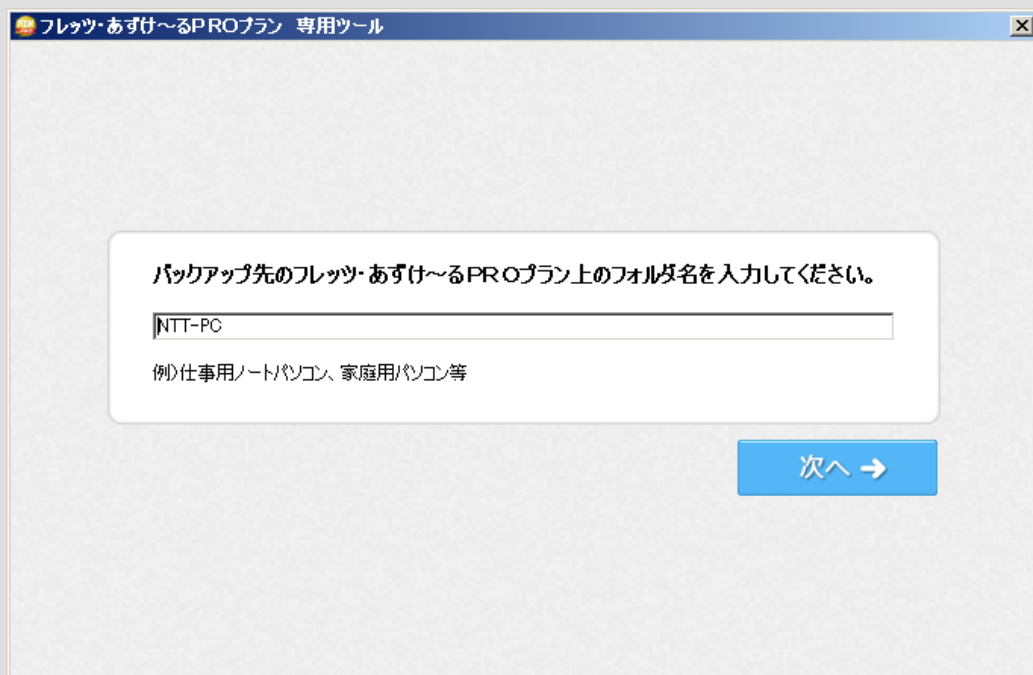 フレッツ・あずけ～るPROプラン 専用ツール
バックアップ先のフレッツ・あずけ～るPROプラン上のフォルダ名を入力してください。
NTT-PC
例)仕事用ノートパソコン、家庭用パソコン等
次へ ➜